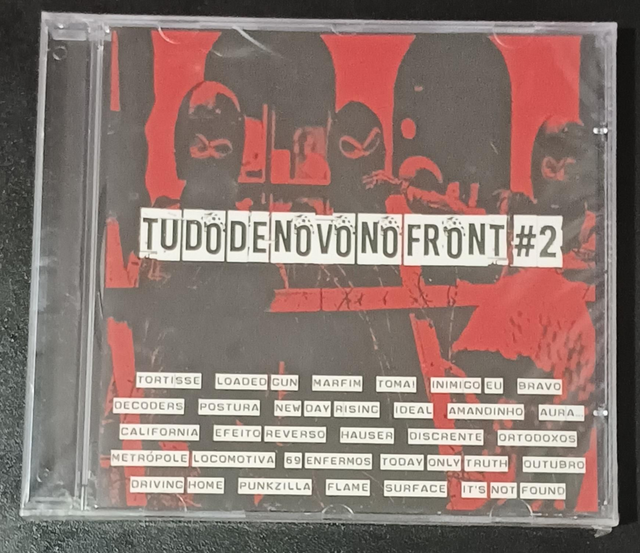 TUDO DE NOVO NO FRONT #2
TORTISSE LOADED GUN MARFIM TOMAI INIMIGO EU BRAVO
DECODERS POSTURA NEW DAY RISING IDEAL AMANDINHO AURA...
CALIFORNIA EFEITO REVERSO HAUSER DISCRENTE ORTODOXOS
METRÓPOLE LOCOMOTIVA 69 ENFERMOS TODAY ONLY TRUTH OUTUBRO
DRIVING HOME PUNKZILLA FLAME SURFACE IT'S NOT FOUND